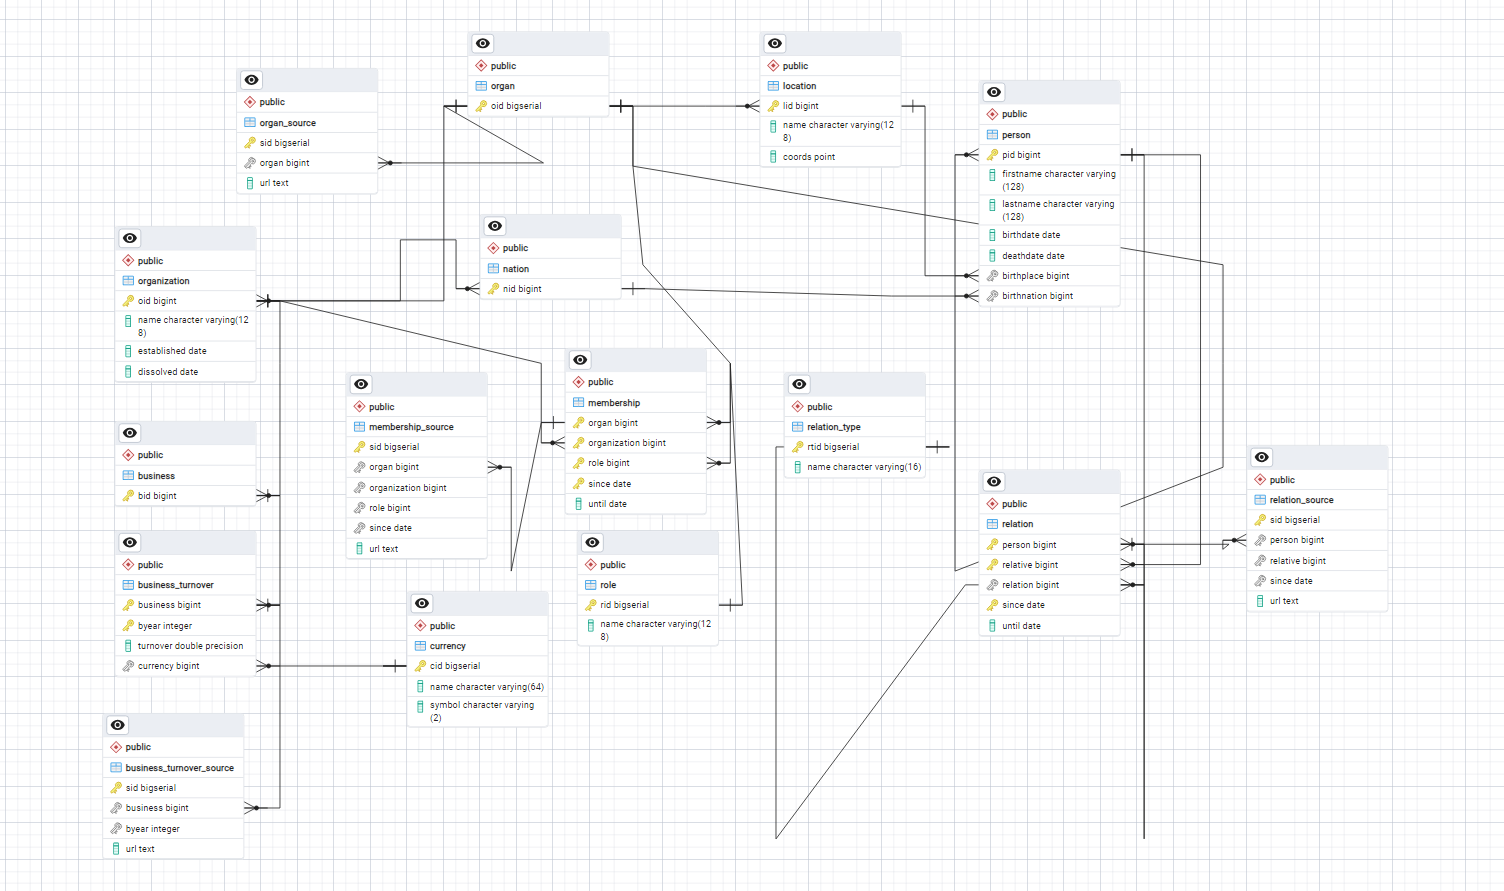 public
organ
oid bigserial
public
location
lid bigint
name character varying(12
8)
coords point
public
organ_source
sid bigserial
organ bigint
url text
public
person
pid bigint
firstname character varying
(128)
lastname character varying
(128)
birthdate date
deathdate date
birthplace bigint
birthnation bigint
public
nation
nid bigint
public
organization
oid bigint
name character varying(12
8)
established date
dissolved date
public
membership
organ bigint
organization bigint
role bigint
since date
until date
public
membership_source
sid bigserial
organ bigint
organization bigint
role bigint
since date
url text
public
relation_type
rtid bigserial
name character varying(16)
public
business
bid bigint
public
relation_source
sid bigserial
person bigint
relative bigint
since date
url text
public
relation
person bigint
relative bigint
relation bigint
since date
until date
public
business_turnover
business bigint
byear integer
turnover double precision
currency bigint
public
role
rid bigserial
name character varying(12
8)
public
currency
cid bigserial
name character varying(64)
symbol character varying
(2)
public
business_turnover_source
sid bigserial
business bigint
byear integer
url text